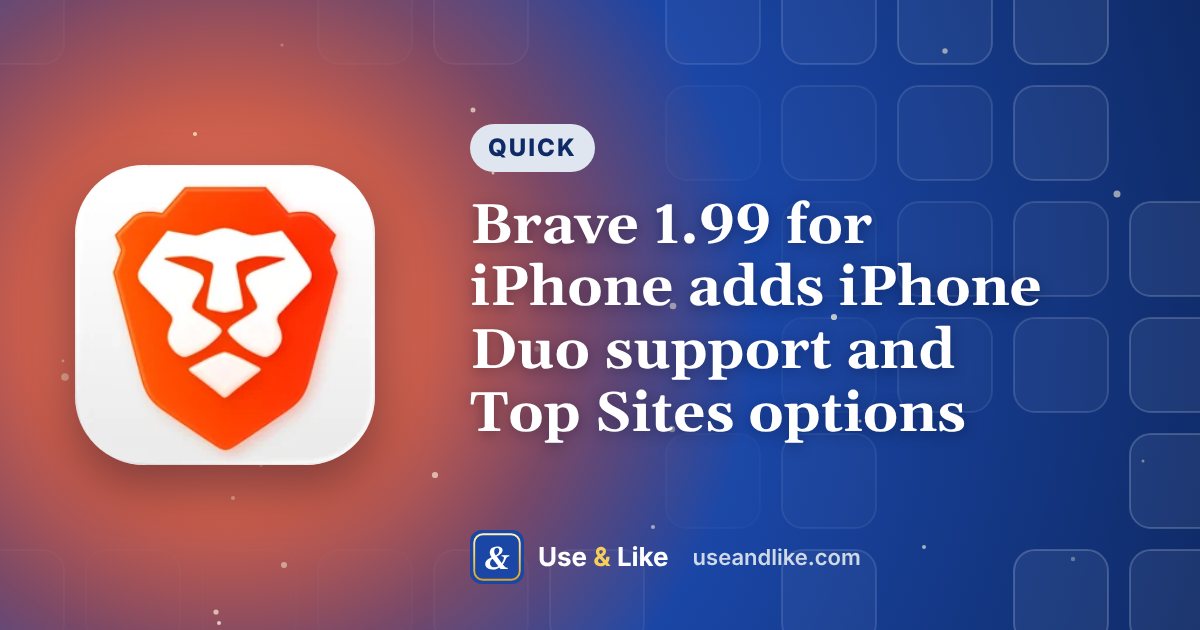 QUICK
Brave 1.99 for
iPhone adds iPhone
Duo support and
Top Sites options
& Use & Like useandlike.com